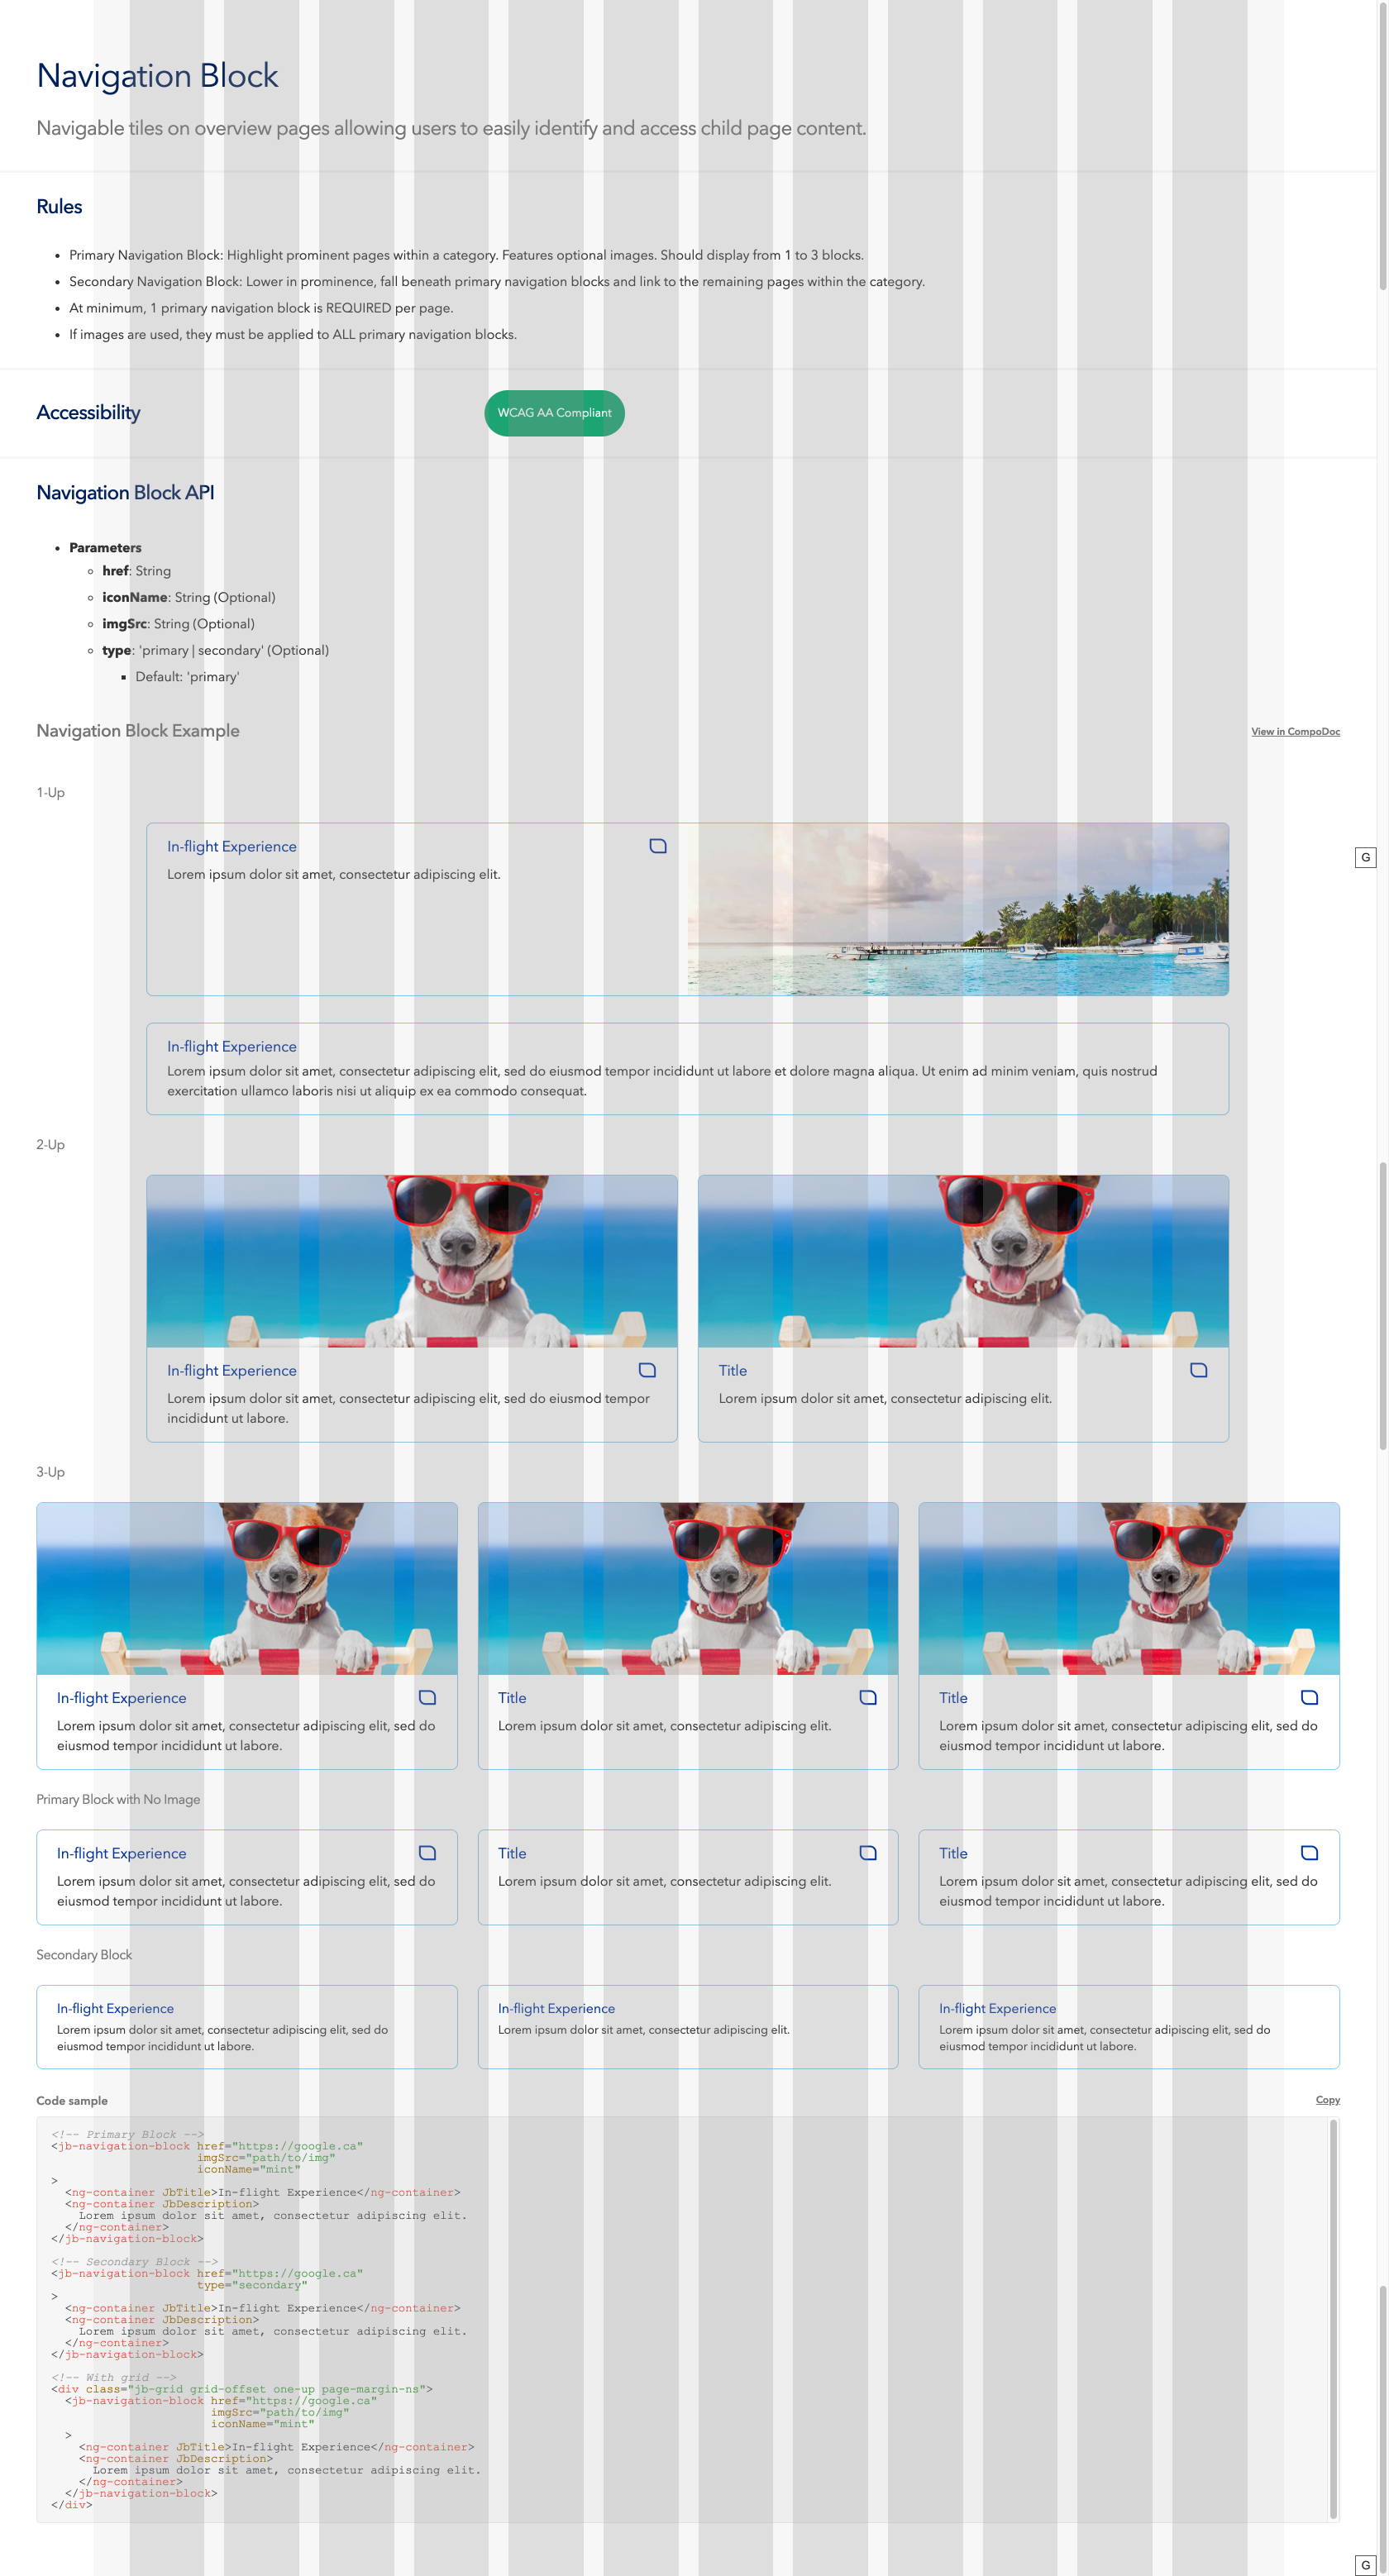 Navigation Block
Navigable tiles on overview pages allowing users to easily identify and access child page content.
Rules
• Primary Navigation Block: Highlight prominent pages within a category. Features optional images. Should display from 1 to 3 blocks.
• Secondary Navigation Block: Lower in prominence, fall beneath primary navigation blocks and link to the remaining pages within the category.
• At minimum, 1 primary navigation block is REQUIRED per page.
• If images are used, they must be applied to ALL primary navigation blocks.
Accessibility
WCAG AA Compliant
Navigation Block API
• Parameters
◦ href: String
◦ iconName: String (Optional)
◦ imgSrc: String (Optional)
◦ type: 'primary | secondary' (Optional)
▪ Default: 'primary'
Navigation Block Example
View in CompoDoc
1-Up
In-flight Experience
Lorem ipsum dolor sit amet, consectetur adipiscing elit.
G
In-flight Experience
Lorem ipsum dolor sit amet, consectetur adipiscing elit, sed do eiusmod tempor incididunt ut labore et dolore magna aliqua. Ut enim ad minim veniam, quis nostrud
exercitation ullamco laboris nisi ut aliquip ex ea commodo consequat.
2-Up
In-flight Experience
Lorem ipsum dolor sit amet, consectetur adipiscing elit, sed do eiusmod tempor
incididunt ut labore.
Title
Lorem ipsum dolor sit amet, consectetur adipiscing elit.
3-Up
In-flight Experience
Lorem ipsum dolor sit amet, consectetur adipiscing elit, sed do
eiusmod tempor incididunt ut labore.
Title
Lorem ipsum dolor sit amet, consectetur adipiscing elit.
Title
Lorem ipsum dolor sit amet, consectetur adipiscing elit, sed do
eiusmod tempor incididunt ut labore.
Primary Block with No Image
In-flight Experience
Lorem ipsum dolor sit amet, consectetur adipiscing elit, sed do
eiusmod tempor incididunt ut labore.
Title
Lorem ipsum dolor sit amet, consectetur adipiscing elit.
Title
Lorem ipsum dolor sit amet, consectetur adipiscing elit, sed do
eiusmod tempor incididunt ut labore.
Secondary Block
In-flight Experience
Lorem ipsum dolor sit amet, consectetur adipiscing elit, sed do
eiusmod tempor incididunt ut labore.
In-flight Experience
Lorem ipsum dolor sit amet, consectetur adipiscing elit.
In-flight Experience
Lorem ipsum dolor sit amet, consectetur adipiscing elit, sed do
eiusmod tempor incididunt ut labore.
Code sample
Copy
<!-- Primary Block -->
<jb-navigation-block href="https://google.ca"
                     imgSrc="path/to/img"
                     iconName="mint"
>
  <ng-container JbTitle>In-flight Experience</ng-container>
  <ng-container JbDescription>
    Lorem ipsum dolor sit amet, consectetur adipiscing elit.
  </ng-container>
</jb-navigation-block>
<!-- Secondary Block -->
<jb-navigation-block href="https://google.ca"
                     type="secondary"
>
  <ng-container JbTitle>In-flight Experience</ng-container>
  <ng-container JbDescription>
    Lorem ipsum dolor sit amet, consectetur adipiscing elit.
  </ng-container>
</jb-navigation-block>
<!-- With grid -->
<div class="jb-grid grid-offset one-up page-margin-ns">
  <jb-navigation-block href="https://google.ca"
                       imgSrc="path/to/img"
                       iconName="mint"
  >
    <ng-container JbTitle>In-flight Experience</ng-container>
    <ng-container JbDescription>
      Lorem ipsum dolor sit amet, consectetur adipiscing elit.
    </ng-container>
  </jb-navigation-block>
</div>
G